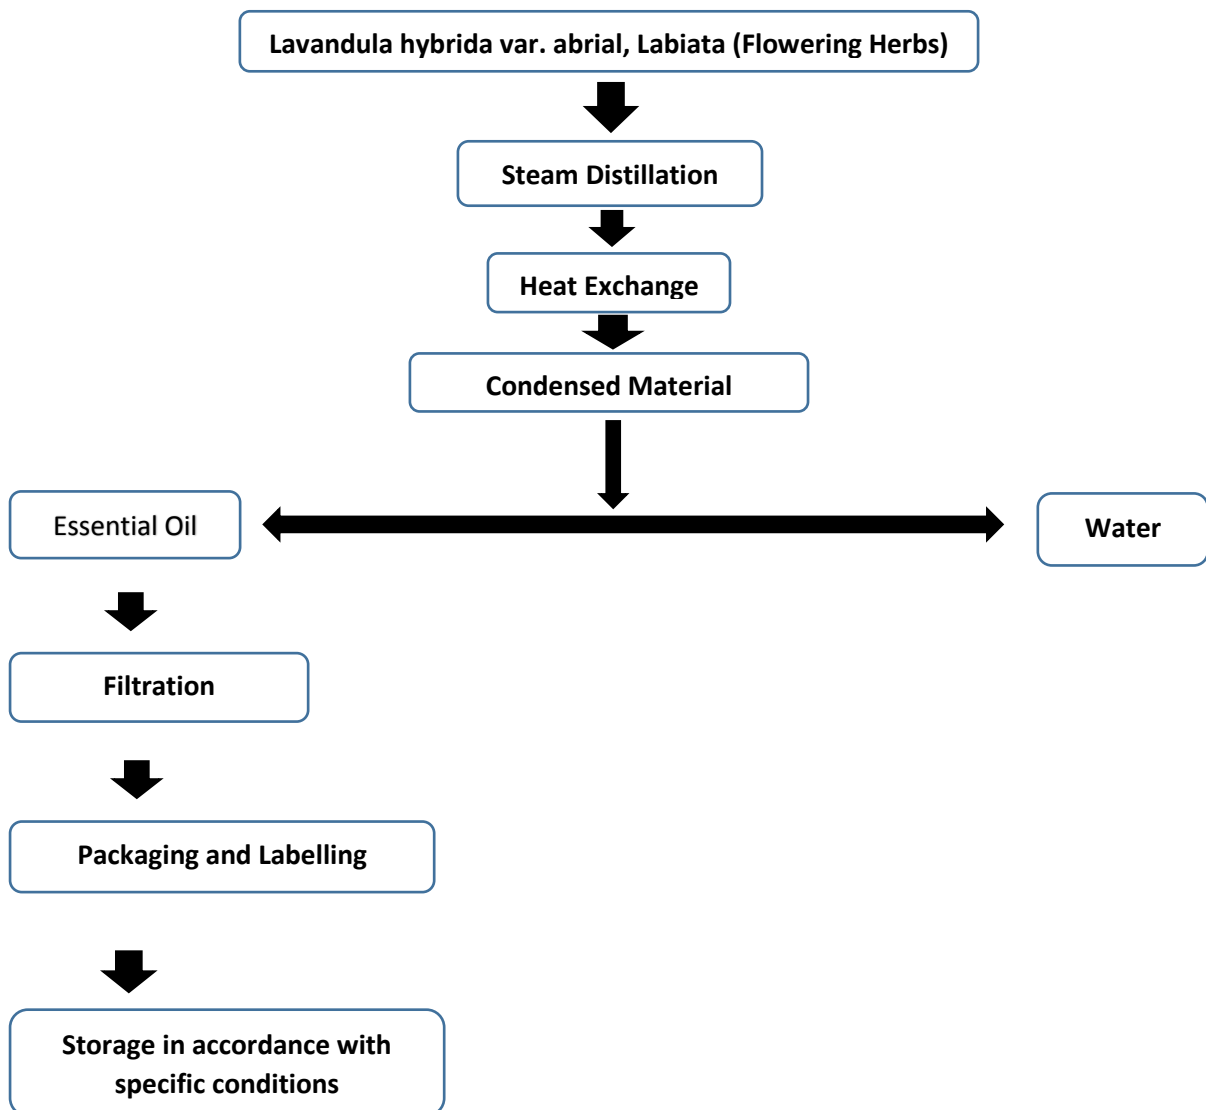 Lavandula hybrida var. abrial, Labiata (Flowering Herbs)
Steam Distillation
Heat Exchange
Condensed Material
Essential Oil
Water
Filtration
Packaging and Labelling
Storage in accordance with
specific conditions